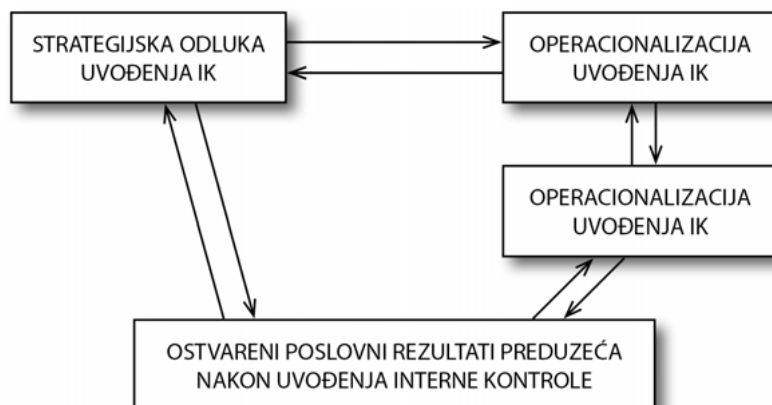 STRATEGIJSKA ODLUKA
UVOĐENJA IK
OPERACIONALIZACIJA
UVOĐENJA IK
OPERACIONALIZACIJA
UVOĐENJA IK
OSTVARENI POSLOVNI REZULTATI PREDUZEĆA
NAKON UVOĐENJA INTERNE KONTROLE